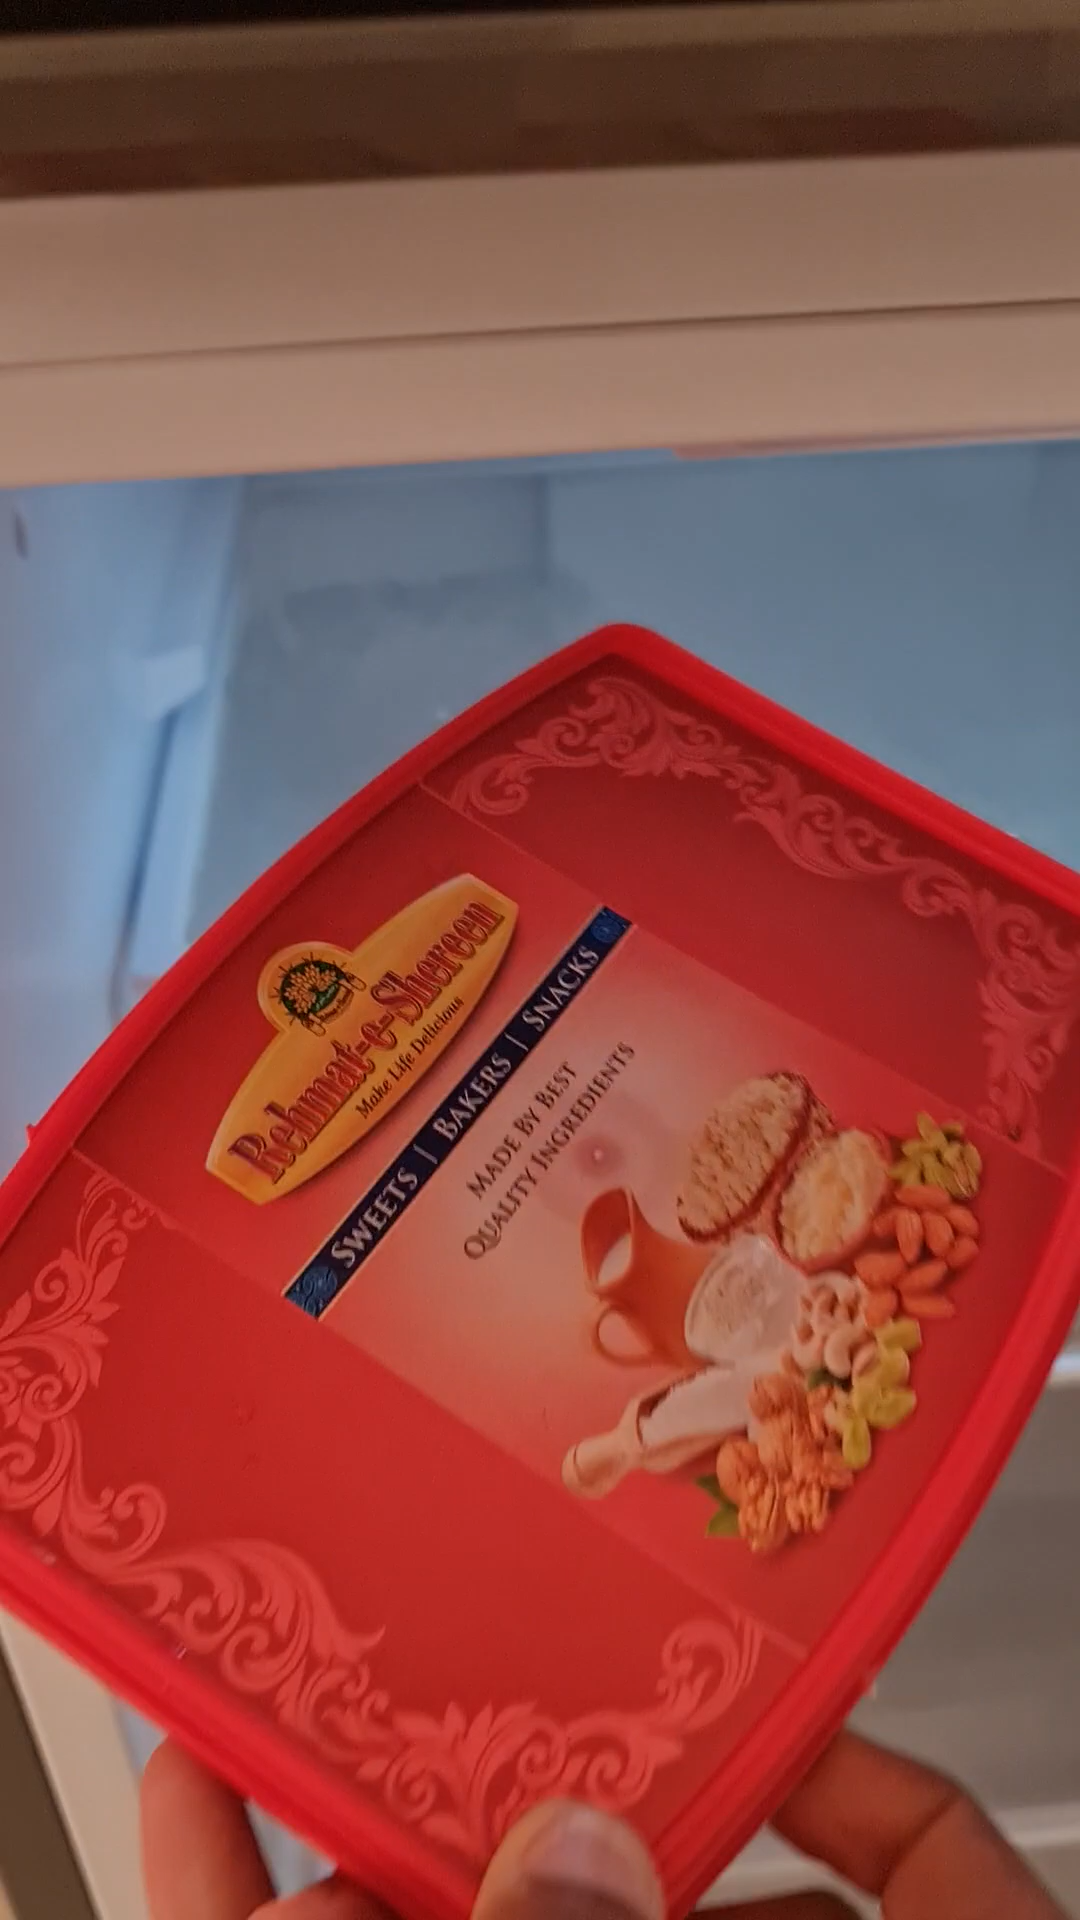 Rehmat-e-Shereen
Make Life Delicious
SWEETS | BAKERS | SNACKS
MADE BY BEST
QUALITY INGREDIENTS